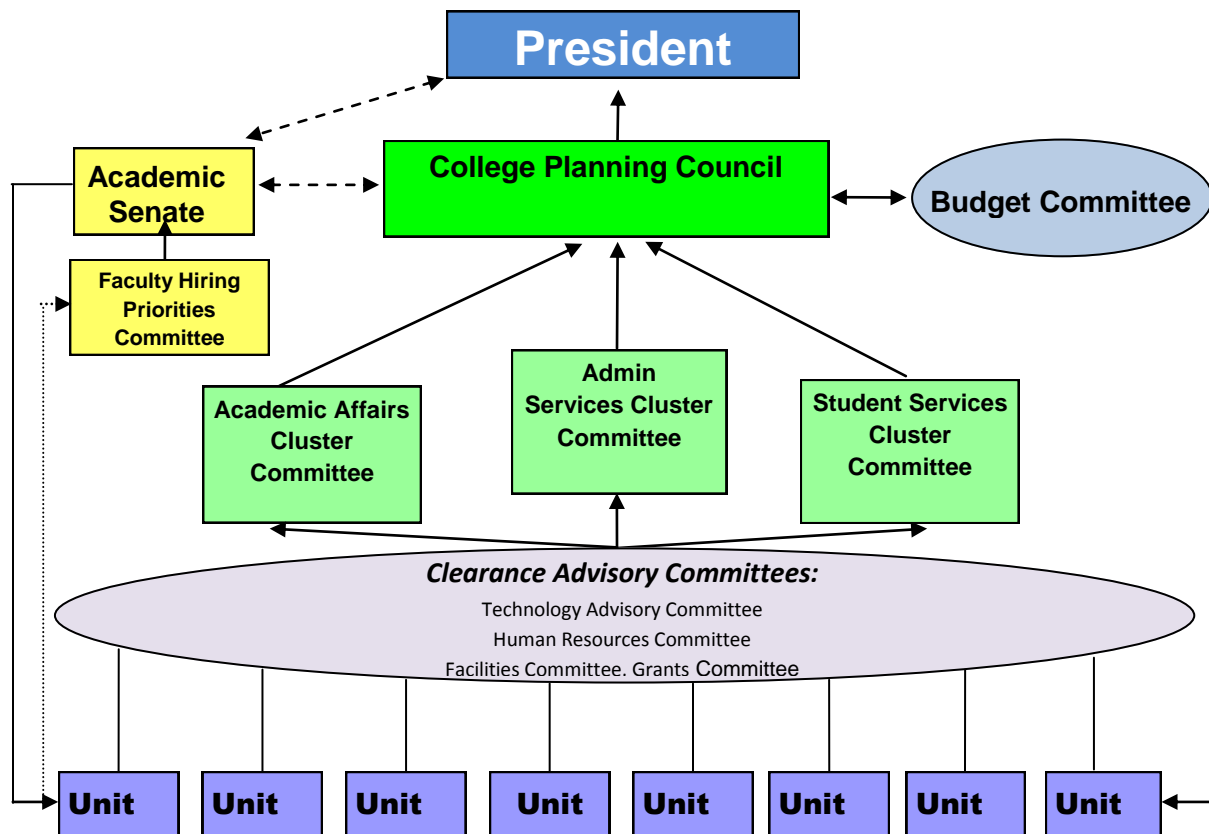 President
College Planning Council
Academic
Senate
Budget Committee
Faculty Hiring
Priorities
Committee
Academic Affairs
Cluster
Committee
Admin
Services Cluster
Committee
Student Services
Cluster
Committee
Clearance Advisory Committees:
Technology Advisory Committee
Human Resources Committee
Facilities Committee. Grants Committee
Unit
Unit
Unit
Unit
Unit
Unit
Unit
Unit